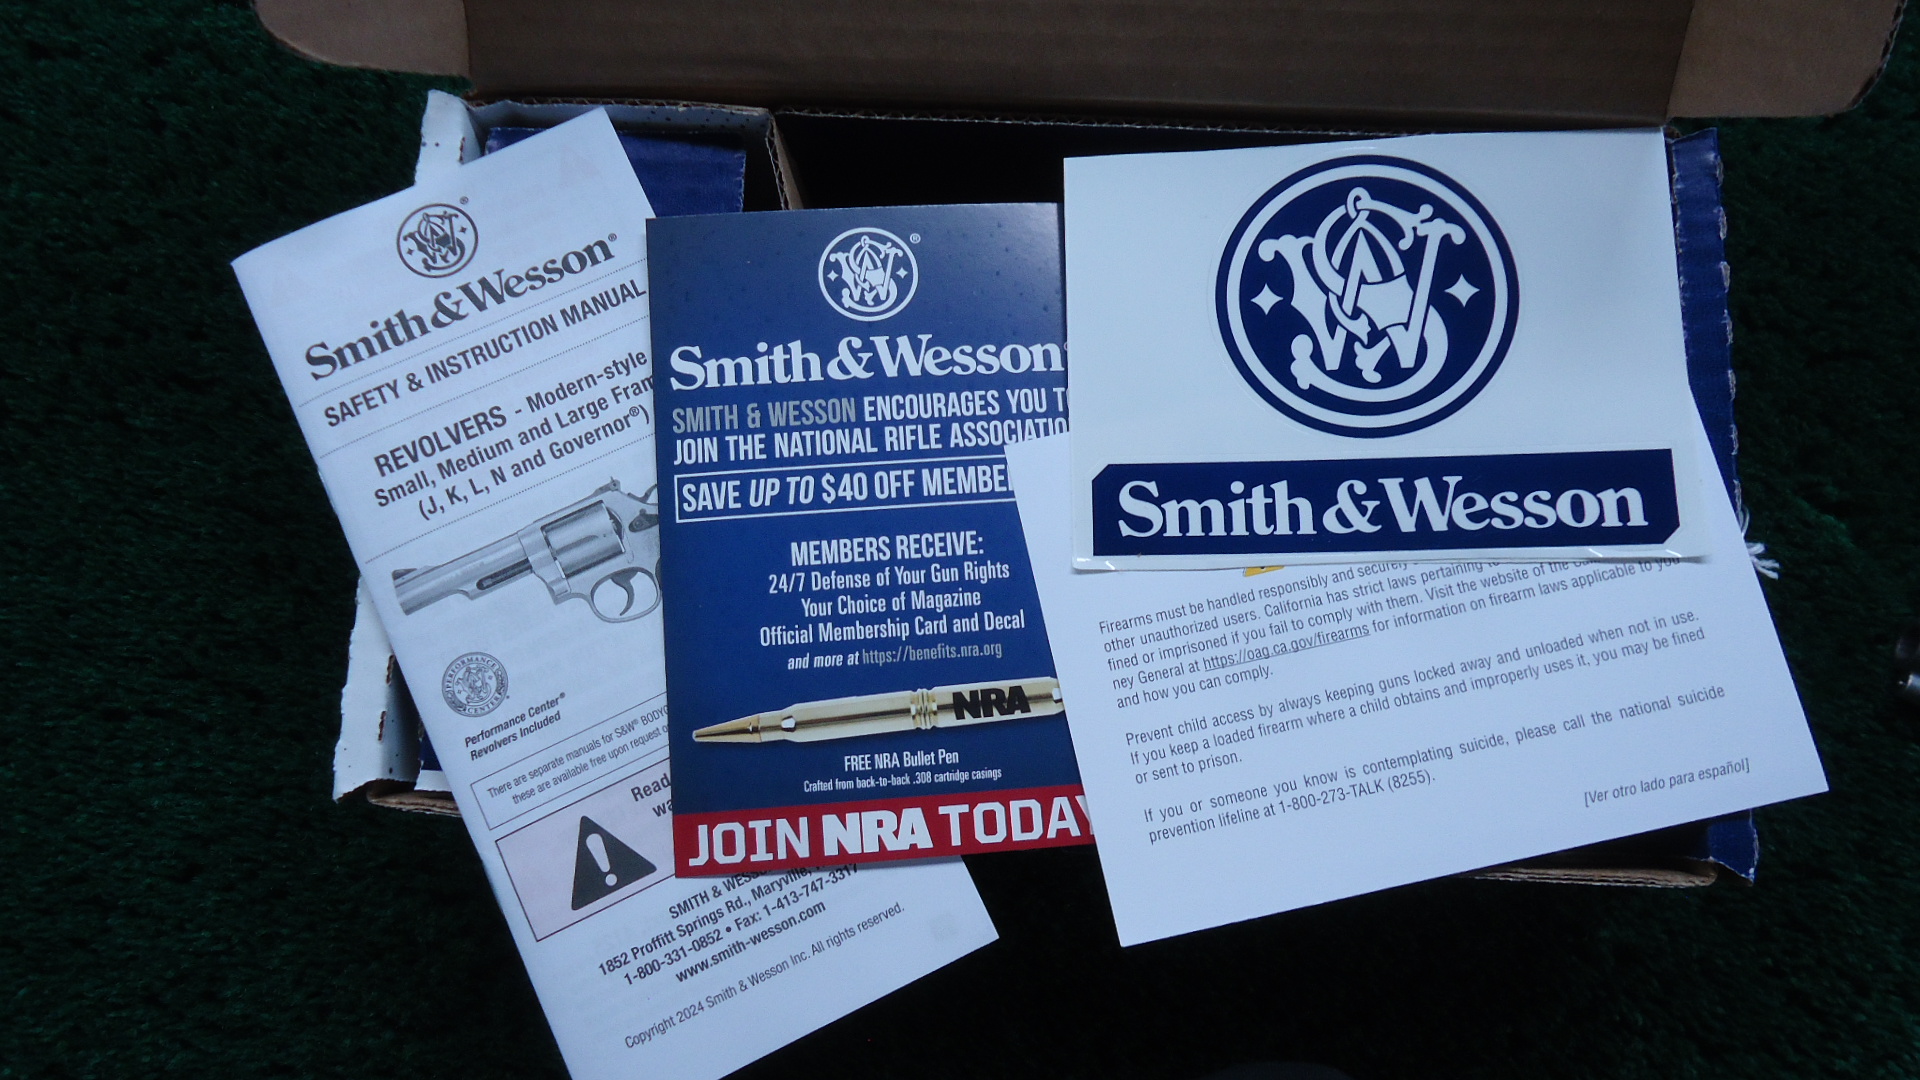 Smith & Wesson®
SAFETY & INSTRUCTION MANUAL
REVOLVERS - Modern-style
Small, Medium and Large Fram
(J, K, L, N and Governor®)
PERFORMANCE
CENTER
Performance Center®
Revolvers Included
There are separate manuals for S&W® BODYG
these are available free upon request o
Read
wa
SMITH & WESS
1852 Proffitt Springs Rd., Maryville,
1-800-331-0852 • Fax: 1-413-747-3317
www.smith-wesson.com
Copyright 2024 Smith & Wesson Inc. All rights reserved.
Smith & Wesson
SMITH & WESSON ENCOURAGES YOU T
JOIN THE NATIONAL RIFLE ASSOCIATIO
SAVE UP TO $40 OFF MEMBE
MEMBERS RECEIVE:
24/7 Defense of Your Gun Rights
Your Choice of Magazine
Official Membership Card and Decal
and more at https://benefits.nra.org
NRA
FREE NRA Bullet Pen
Crafted from back-to-back .308 cartridge casings
JOIN NRA TODAY
Smith & Wesson
Firearms must be handled responsibly and securely
other unauthorized users. California has strict laws pertaining
fined or imprisoned if you fail to comply with them. Visit the website of the
ney General at https://oag.ca.gov/firearms for information on firearm laws applicable to you
and how you can comply.
Prevent child access by always keeping guns locked away and unloaded when not in use.
If you keep a loaded firearm where a child obtains and improperly uses it, you may be fined
or sent to prison.
If you or someone you know is contemplating suicide, please call the national suicide
prevention lifeline at 1-800-273-TALK (8255).
[Ver otro lado para español]